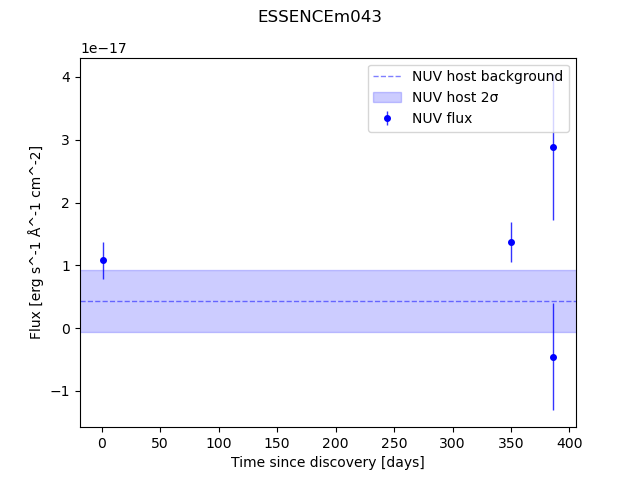 ESSENCEm043
1e−17
NUV host background
NUV host 2σ
NUV flux
4
3
2
1
0
−1
Flux [erg s^-1 Å^-1 cm^-2]
0 50 100 150 200 250 300 350 400
Time since discovery [days]